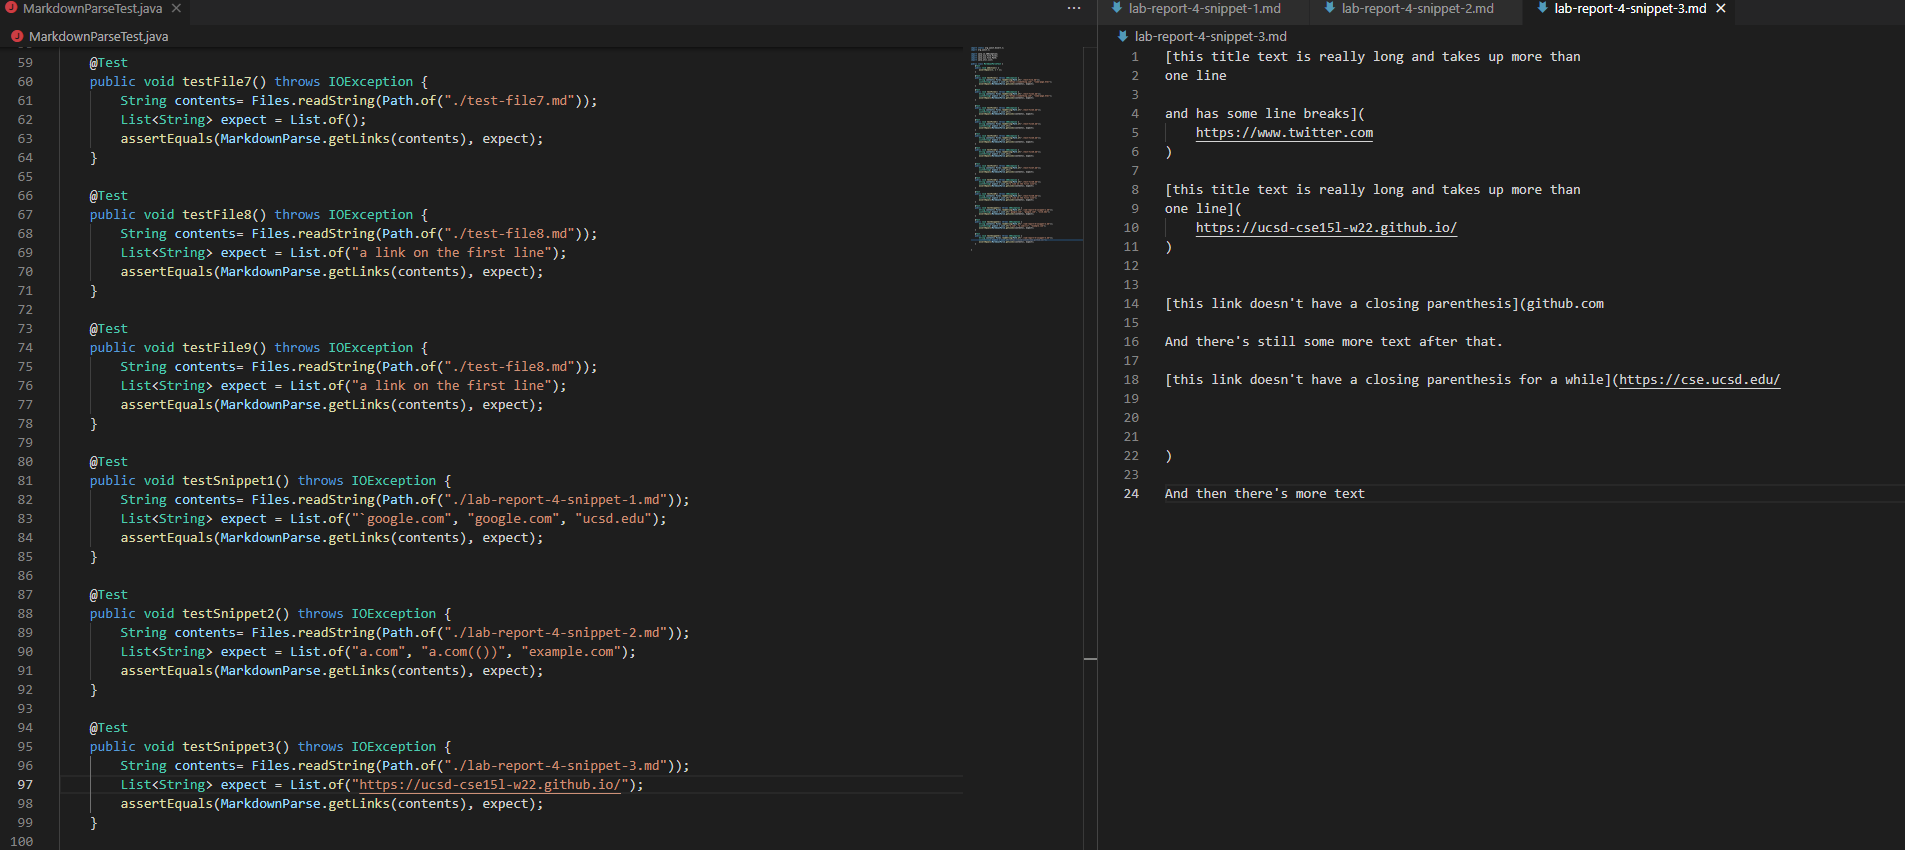 MarkdownParseTest.java
MarkdownParseTest.java
59 @Test
60 public void testFile7() throws IOException {
61 String contents= Files.readString(Path.of("./test-file7.md"));
62 List<String> expect = List.of();
63 assertEquals(MarkdownParse.getLinks(contents), expect);
64 }
65
66 @Test
67 public void testFile8() throws IOException {
68 String contents= Files.readString(Path.of("./test-file8.md"));
69 List<String> expect = List.of("a link on the first line");
70 assertEquals(MarkdownParse.getLinks(contents), expect);
71 }
72
73 @Test
74 public void testFile9() throws IOException {
75 String contents= Files.readString(Path.of("./test-file8.md"));
76 List<String> expect = List.of("a link on the first line");
77 assertEquals(MarkdownParse.getLinks(contents), expect);
78 }
79
80 @Test
81 public void testSnippet1() throws IOException {
82 String contents= Files.readString(Path.of("./lab-report-4-snippet-1.md"));
83 List<String> expect = List.of("`google.com", "google.com", "ucsd.edu");
84 assertEquals(MarkdownParse.getLinks(contents), expect);
85 }
86
87 @Test
88 public void testSnippet2() throws IOException {
89 String contents= Files.readString(Path.of("./lab-report-4-snippet-2.md"));
90 List<String> expect = List.of("a.com", "a.com(())", "example.com");
91 assertEquals(MarkdownParse.getLinks(contents), expect);
92 }
93
94 @Test
95 public void testSnippet3() throws IOException {
96 String contents= Files.readString(Path.of("./lab-report-4-snippet-3.md"));
97 List<String> expect = List.of("https://ucsd-cse15l-w22.github.io/");
98 assertEquals(MarkdownParse.getLinks(contents), expect);
99 }
100
lab-report-4-snippet-1.md lab-report-4-snippet-2.md lab-report-4-snippet-3.md
lab-report-4-snippet-3.md
1 [this title text is really long and takes up more than
2 one line
3
4 and has some line breaks](
5 https://www.twitter.com
6 )
7
8 [this title text is really long and takes up more than
9 one line](
10 https://ucsd-cse15l-w22.github.io/
11 )
12
13
14 [this link doesn't have a closing parenthesis](github.com
15
16 And there's still some more text after that.
17
18 [this link doesn't have a closing parenthesis for a while](https://cse.ucsd.edu/
19
20
21
22 )
23
24 And then there's more text